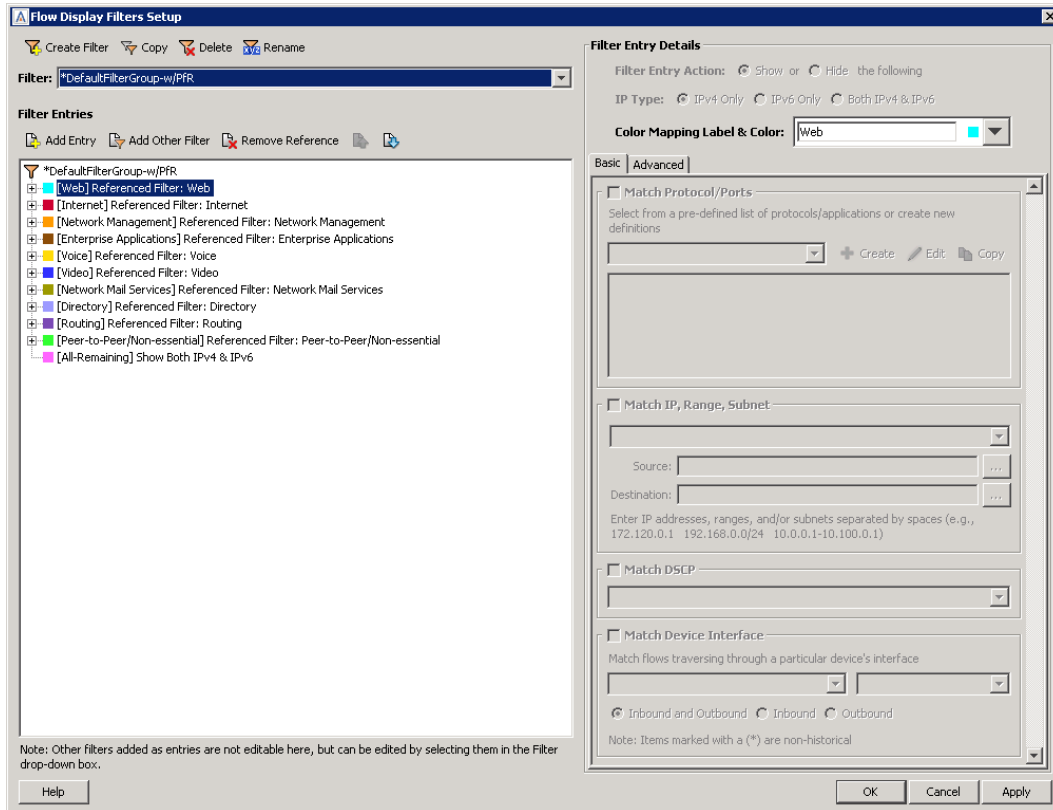 Flow Display Filters Setup
Create Filter Copy Delete Rename
Filter: *DefaultFilterGroup-w/PfR
Filter Entries
Add Entry Add Other Filter Remove Reference
*DefaultFilterGroup-w/PfR
[Web] Referenced Filter: Web
[Internet] Referenced Filter: Internet
[Network Management] Referenced Filter: Network Management
[Enterprise Applications] Referenced Filter: Enterprise Applications
[Voice] Referenced Filter: Voice
[Video] Referenced Filter: Video
[Network Mail Services] Referenced Filter: Network Mail Services
[Directory] Referenced Filter: Directory
[Routing] Referenced Filter: Routing
[Peer-to-Peer/Non-essential] Referenced Filter: Peer-to-Peer/Non-essential
[All-Remaining] Show Both IPv4 & IPv6
Note: Other filters added as entries are not editable here, but can be edited by selecting them in the Filter
drop-down box.
Help
Filter Entry Details
Filter Entry Action: Show or Hide the following
IP Type: IPv4 Only IPv6 Only Both IPv4 & IPv6
Color Mapping Label & Color: Web
Basic Advanced
Match Protocol/Ports
Select from a pre-defined list of protocols/applications or create new
definitions
Create Edit Copy
Match IP, Range, Subnet
Source: ...
Destination: ...
Enter IP addresses, ranges, and/or subnets separated by spaces (e.g.,
172.120.0.1 192.168.0.0/24 10.0.0.1-10.100.0.1)
Match DSCP
Match Device Interface
Match flows traversing through a particular device's interface
Inbound and Outbound Inbound Outbound
Note: Items marked with a (*) are non-historical
OK Cancel Apply